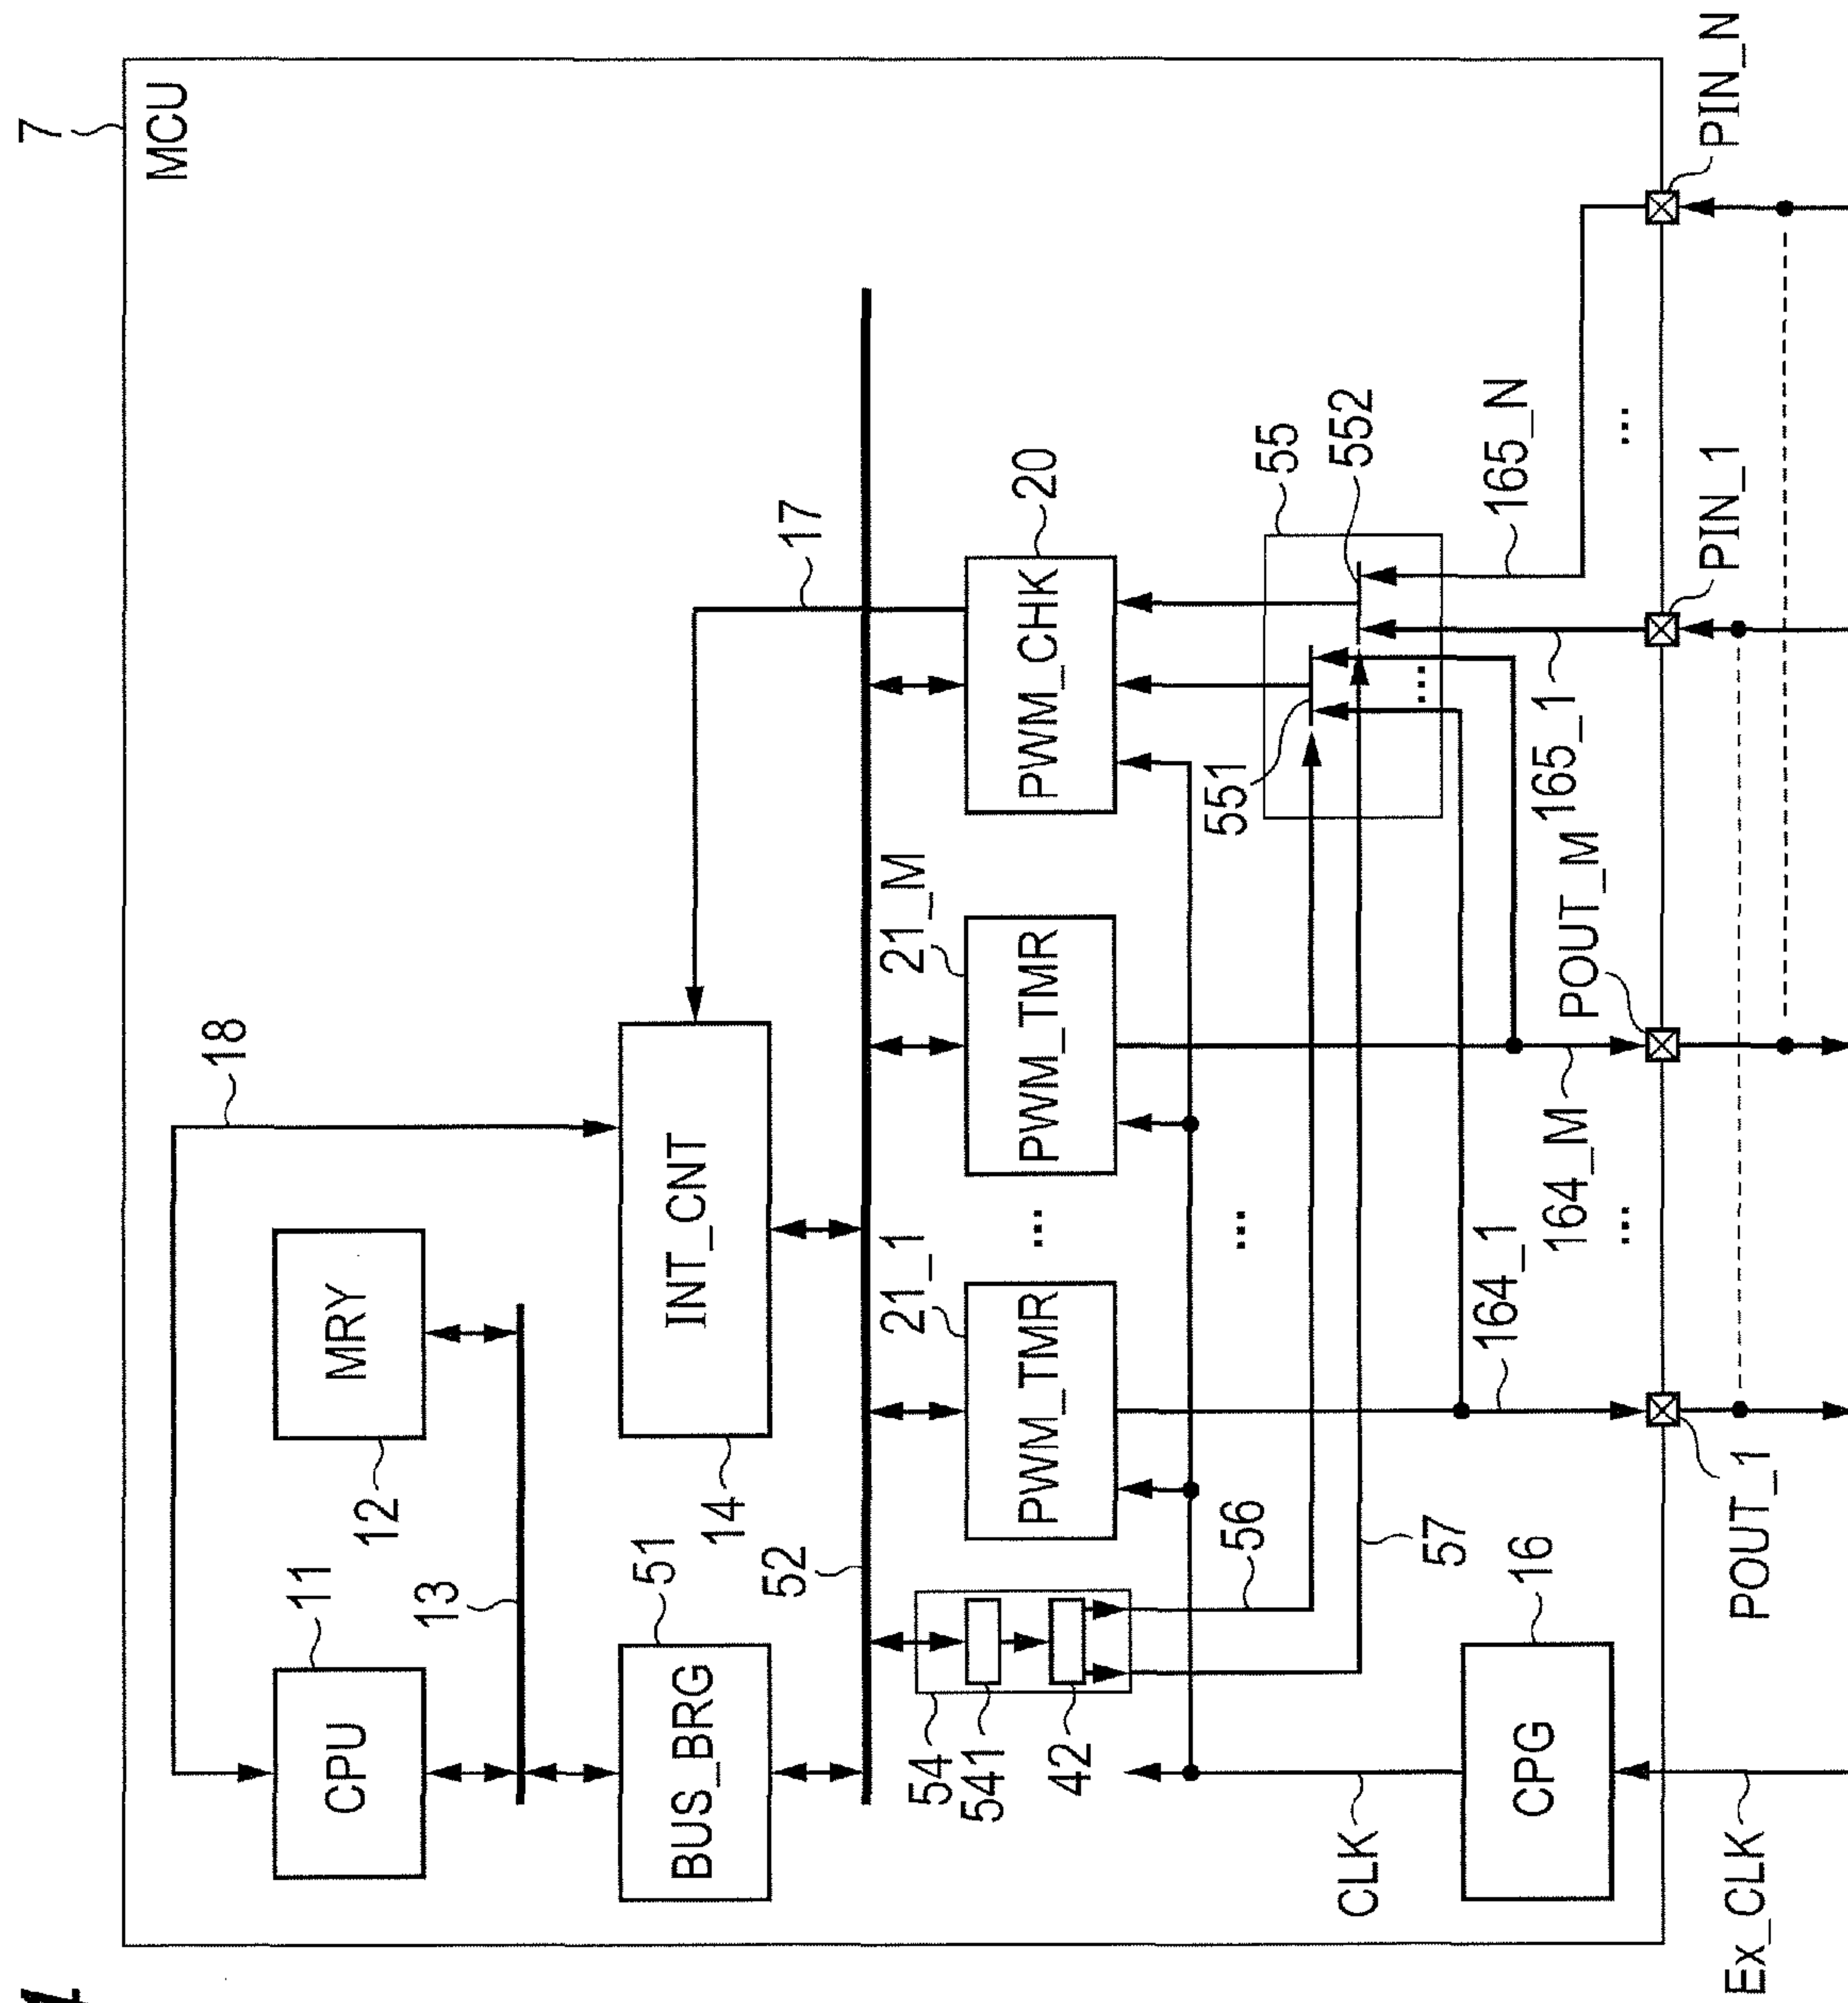 7
MCU
18
11
CPU
12
MRY
13
51
BUS_BRG
14
INT_CNT
17
52
54
541
42
21_1
PWM_TMR
...
21_M
PWM_TMR
20
PWM_CHK
56
57
...
55
551
552
...
CLK
16
CPG
164_1
164_M
165_1
165_N
...
...
Ex_CLK
POUT_1
POUT_M
PIN_1
PIN_N